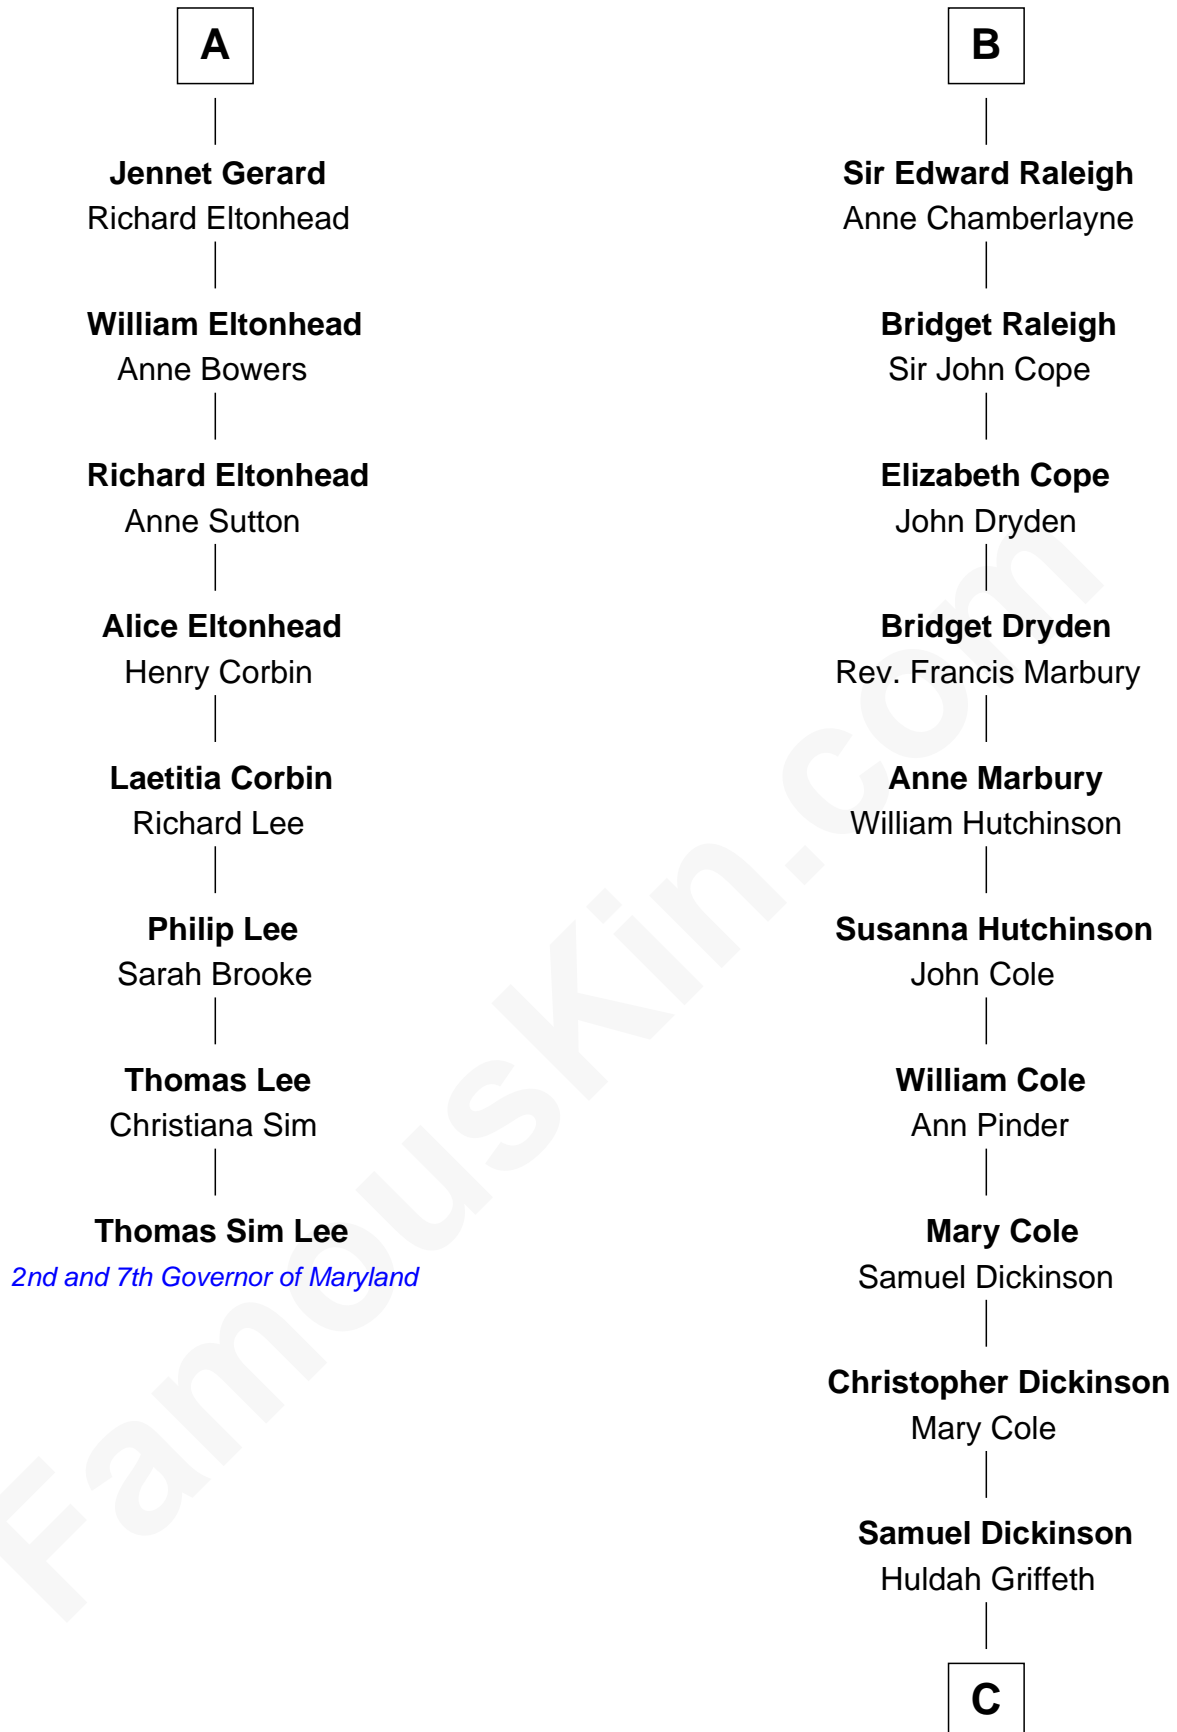 A
Jennet Gerard
Richard Eltonhead
William Eltonhead
Anne Bowers
Richard Eltonhead
Anne Sutton
Alice Eltonhead
Henry Corbin
Laetitia Corbin
Richard Lee
Philip Lee
Sarah Brooke
Thomas Lee
Christiana Sim
Thomas Sim Lee
2nd and 7th Governor of Maryland
B
Sir Edward Raleigh
Anne Chamberlayne
Bridget Raleigh
Sir John Cope
Elizabeth Cope
John Dryden
Bridget Dryden
Rev. Francis Marbury
Anne Marbury
William Hutchinson
Susanna Hutchinson
John Cole
William Cole
Ann Pinder
Mary Cole
Samuel Dickinson
Christopher Dickinson
Mary Cole
Samuel Dickinson
Huldah Griffeth
C
FamousKin.com